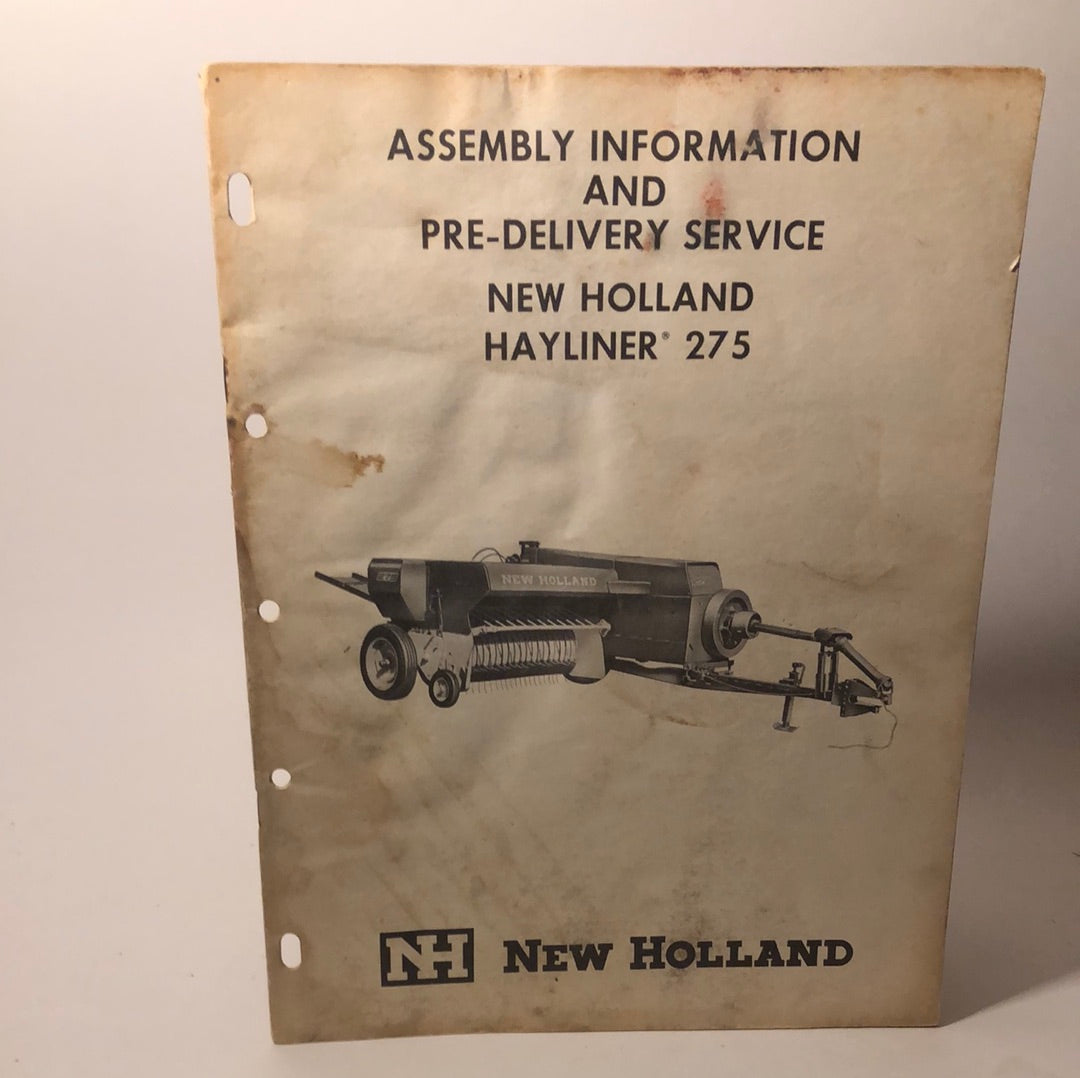 ASSEMBLY INFORMATION
AND
PRE-DELIVERY SERVICE
NEW HOLLAND
HAYLINER® 275
NEW HOLLAND
NH NEW HOLLAND